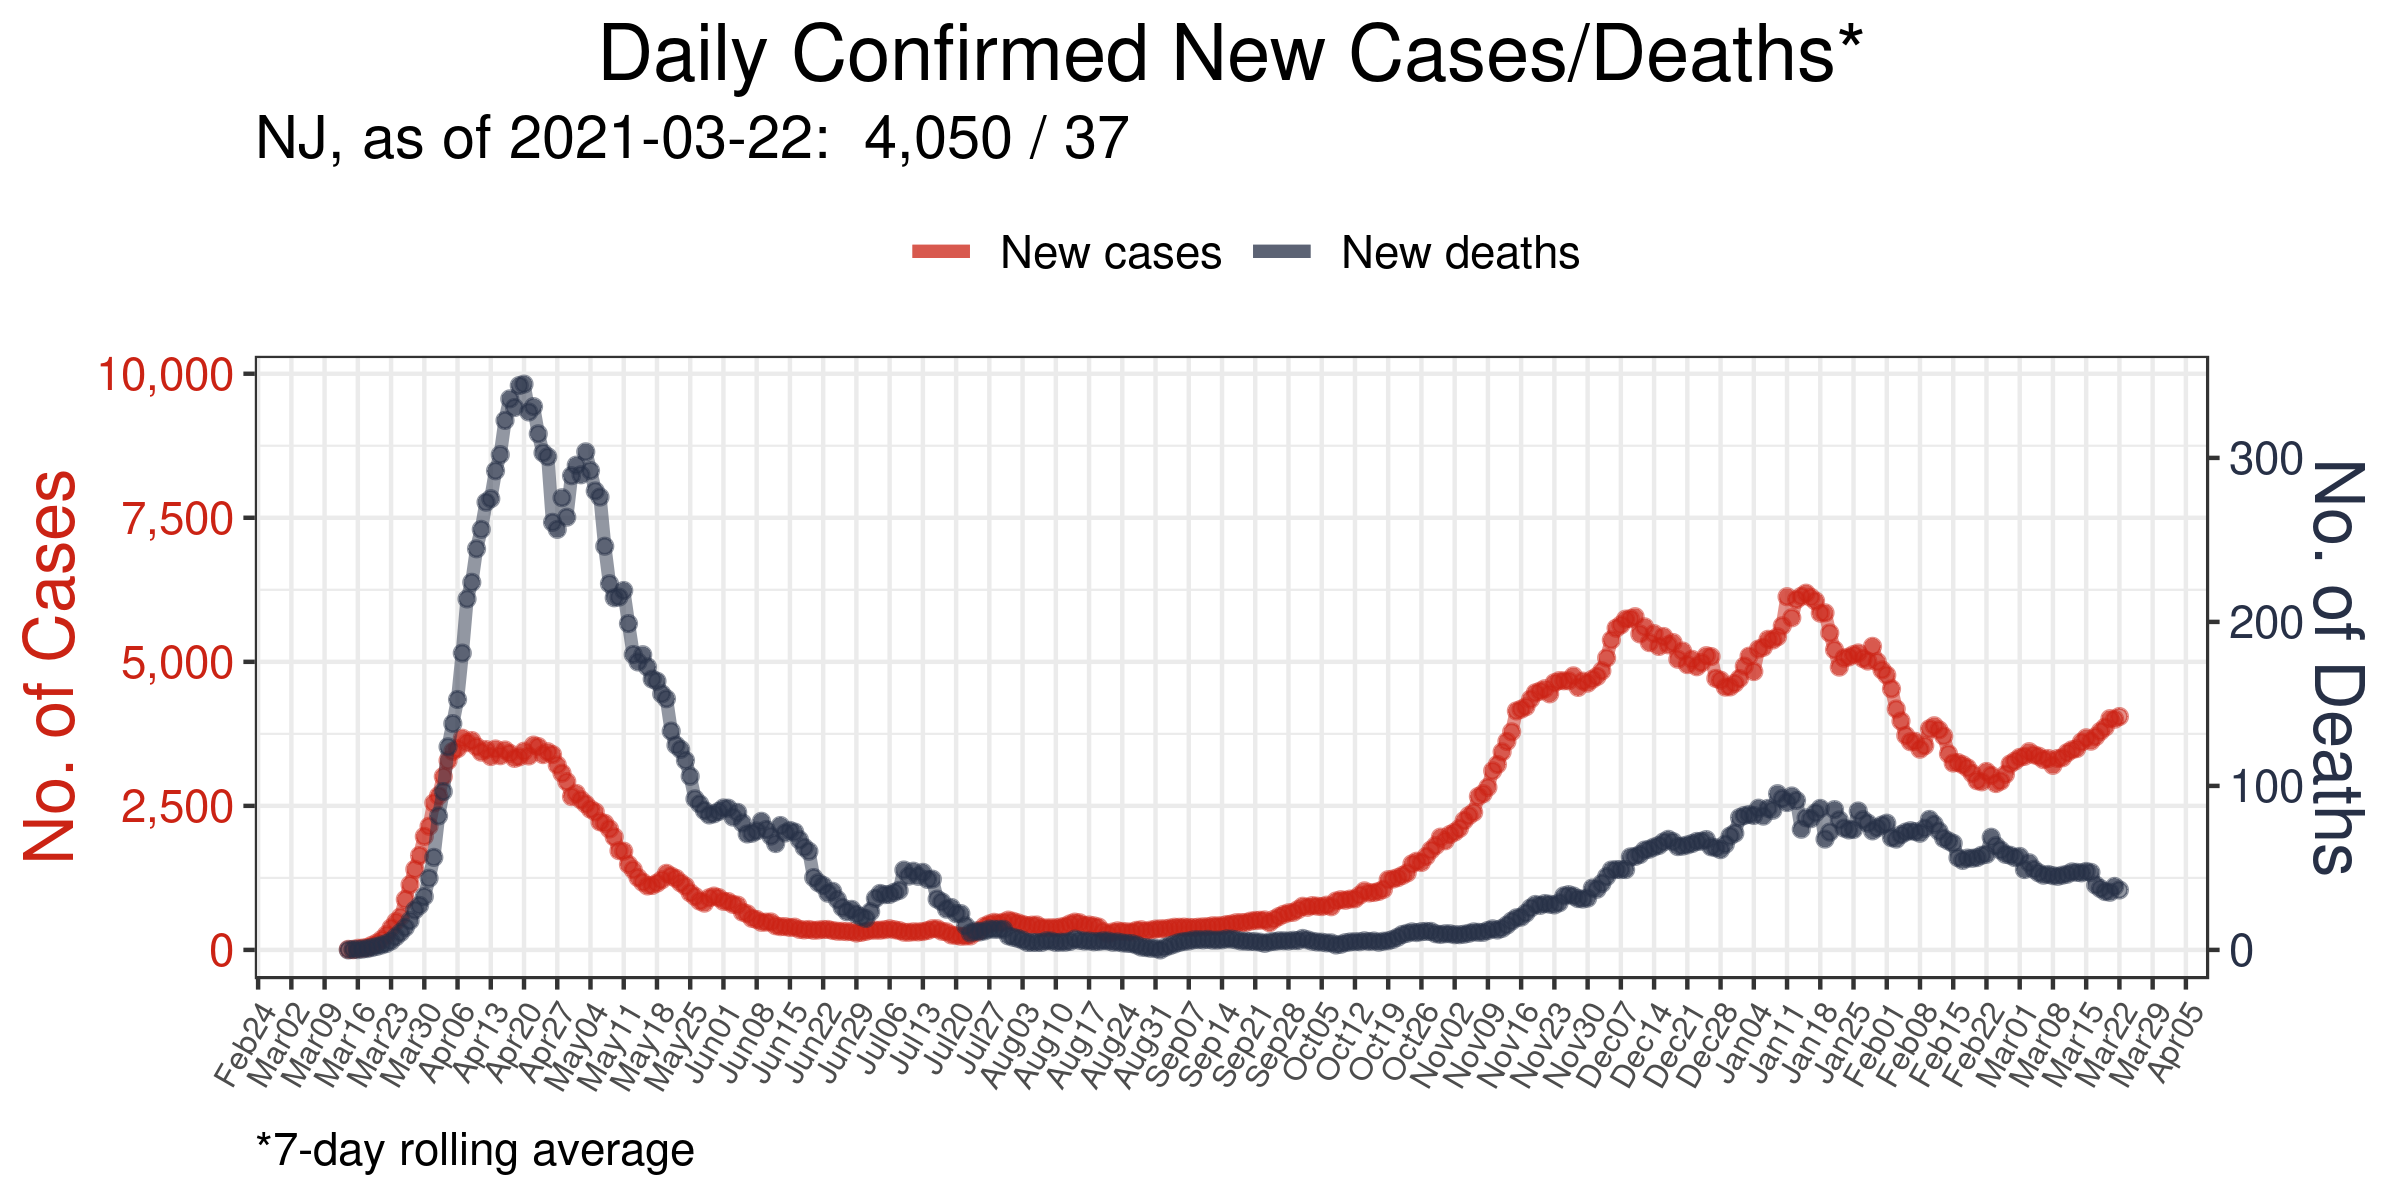 Daily Confirmed New Cases/Deaths*
NJ, as of 2021-03-22:  4,050 / 37
New cases
New deaths
No. of Cases
10,000
7,500
5,000
2,500
0
300
200
100
0
No. of Deaths
Feb24
Mar02
Mar09
Mar16
Mar23
Mar30
Apr06
Apr13
Apr20
Apr27
May04
May11
May18
May25
Jun01
Jun08
Jun15
Jun22
Jun29
Jul06
Jul13
Jul20
Jul27
Aug03
Aug10
Aug17
Aug24
Aug31
Sep07
Sep14
Sep21
Sep28
Oct05
Oct12
Oct19
Oct26
Nov02
Nov09
Nov16
Nov23
Nov30
Dec07
Dec14
Dec21
Dec28
Jan04
Jan11
Jan18
Jan25
Feb01
Feb08
Feb15
Feb22
Mar01
Mar08
Mar15
Mar22
Mar29
Apr05
*7-day rolling average